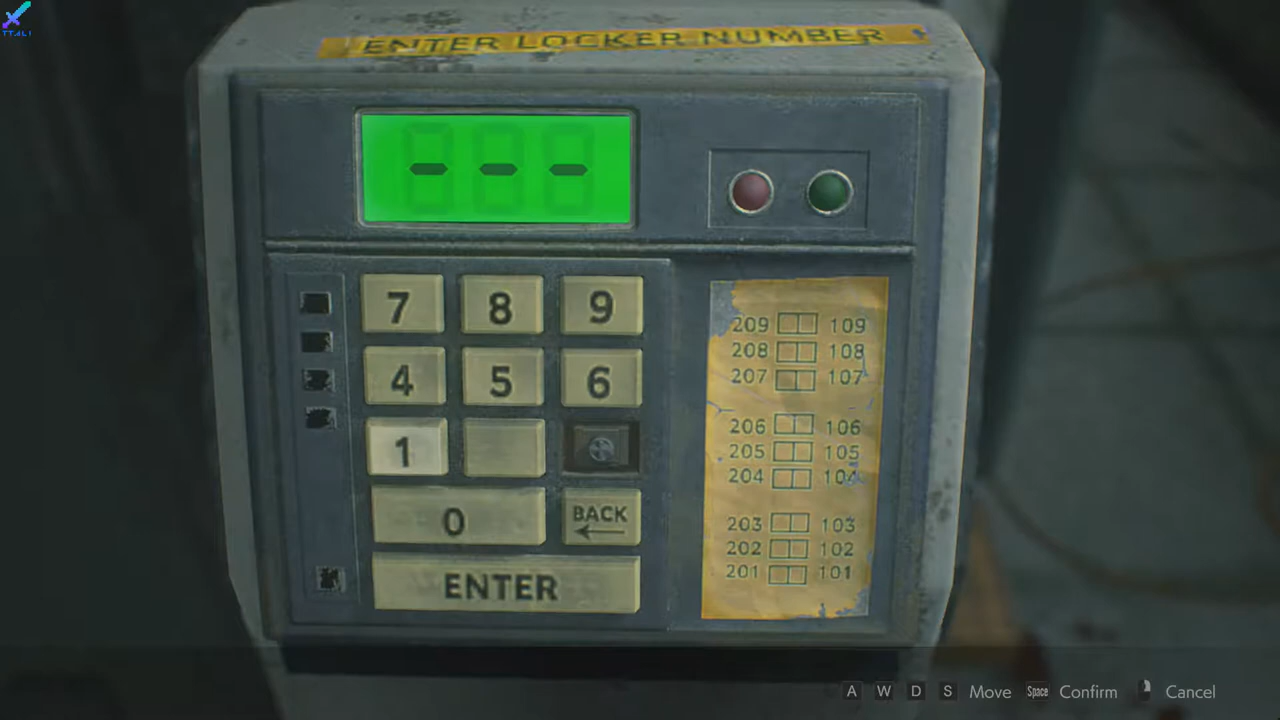 TTALI
ENTER LOCKER NUMBER
7 8 9
4 5 6
1
0 BACK
ENTER
209 109
208 108
207 107
206 106
205 105
204 104
203 103
202 102
201 101
A W D S Move Space Confirm Cancel